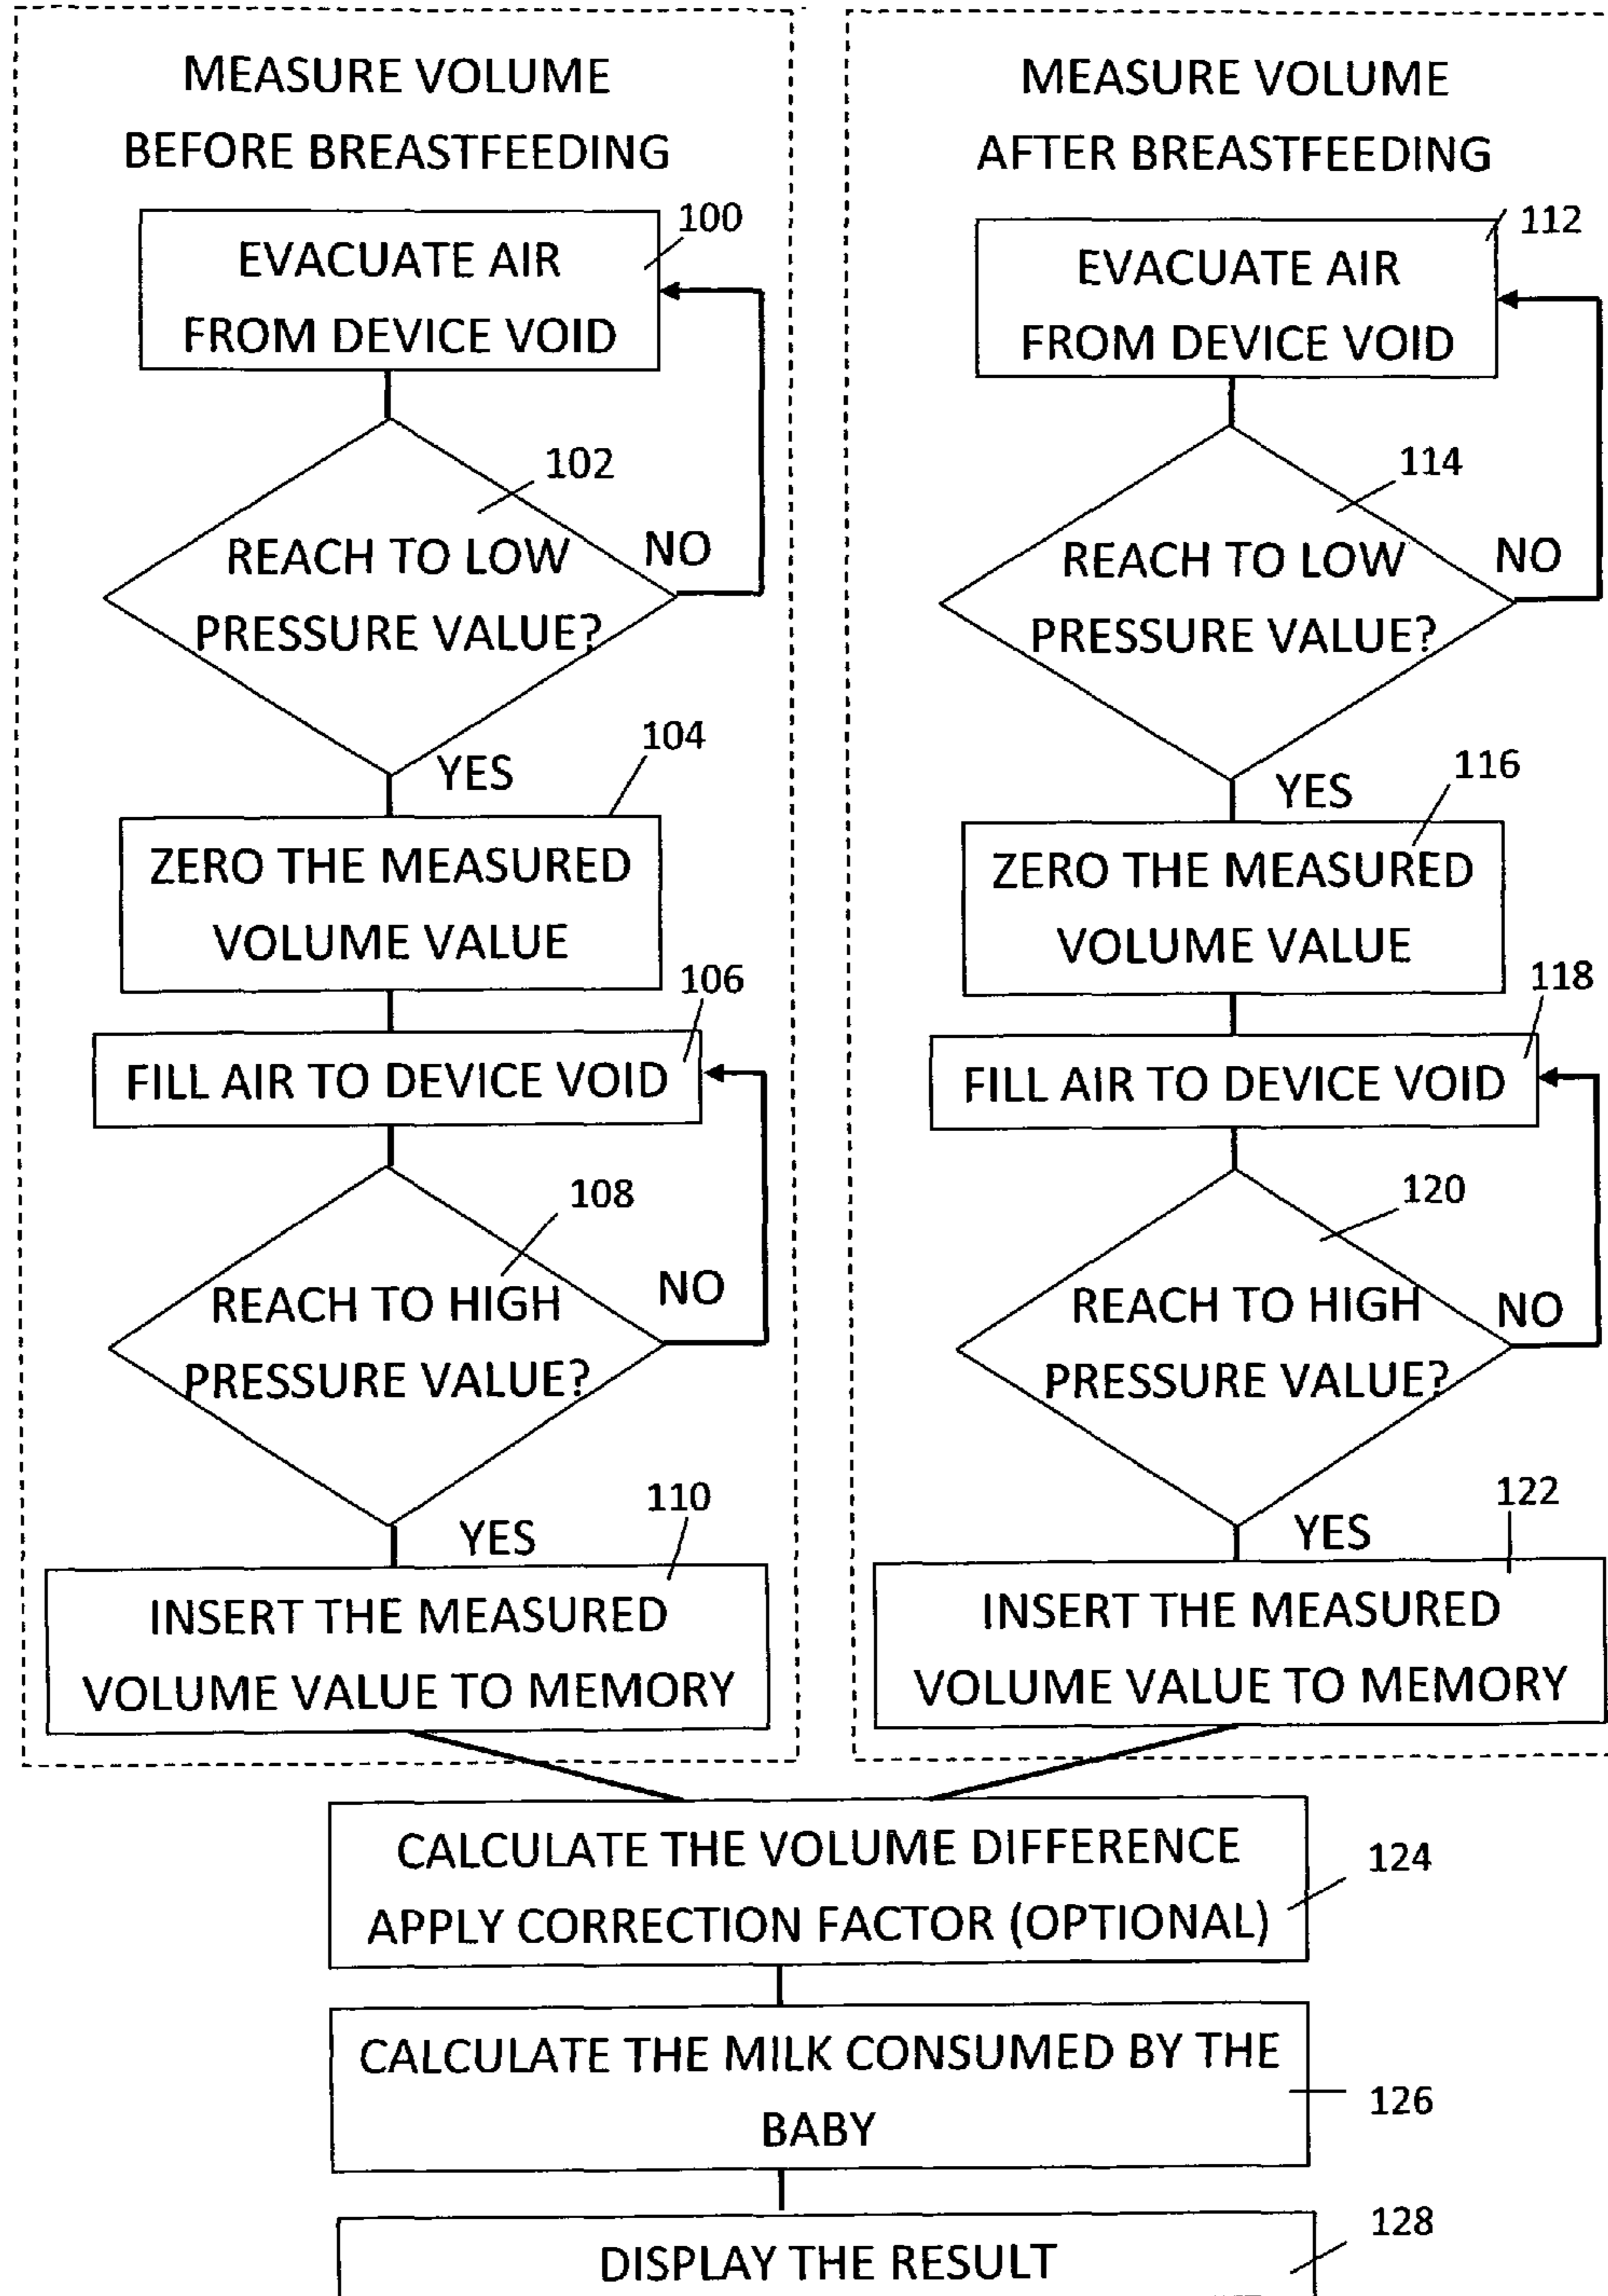 MEASURE VOLUME
BEFORE BREASTFEEDING
100
EVACUATE AIR
FROM DEVICE VOID
102
REACH TO LOW
PRESSURE VALUE?
NO
YES
104
ZERO THE MEASURED
VOLUME VALUE
106
FILL AIR TO DEVICE VOID
108
REACH TO HIGH
PRESSURE VALUE?
NO
YES
110
INSERT THE MEASURED
VOLUME VALUE TO MEMORY
MEASURE VOLUME
AFTER BREASTFEEDING
112
EVACUATE AIR
FROM DEVICE VOID
114
REACH TO LOW
PRESSURE VALUE?
NO
YES
116
ZERO THE MEASURED
VOLUME VALUE
118
FILL AIR TO DEVICE VOID
120
REACH TO HIGH
PRESSURE VALUE?
NO
YES
122
INSERT THE MEASURED
VOLUME VALUE TO MEMORY
CALCULATE THE VOLUME DIFFERENCE
APPLY CORRECTION FACTOR (OPTIONAL)
124
CALCULATE THE MILK CONSUMED BY THE
BABY
126
DISPLAY THE RESULT
128